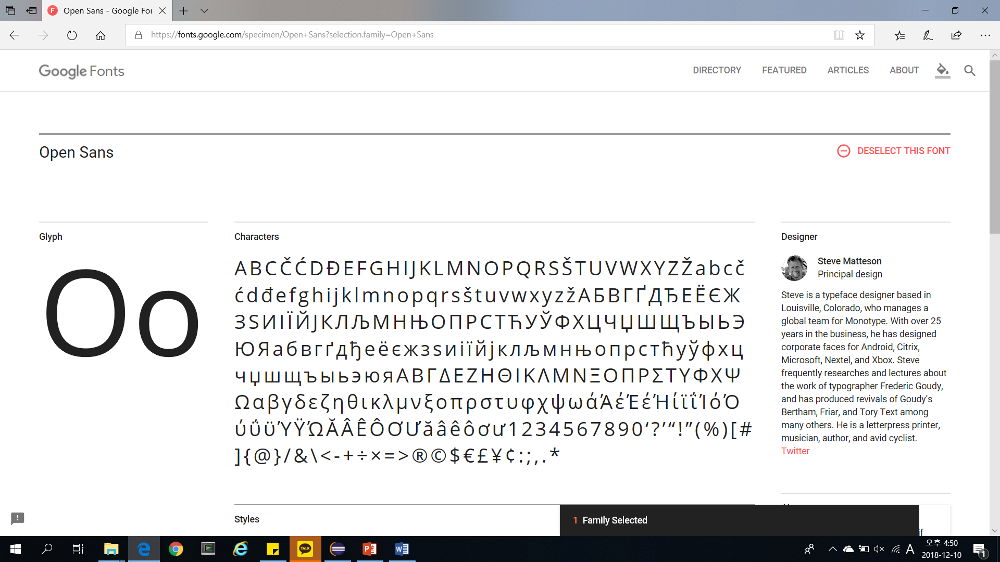 Open Sans - Google Fo
https://fonts.google.com/specimen/Open+Sans?selection.family=Open+Sans
Google Fonts
DIRECTORY FEATURED ARTICLES ABOUT
Open Sans
DESELECT THIS FONT
Glyph
Oo
Characters
ABCČĆDĐEFGHIJKLMNOPQRSŠTUVWXYZŽabcč
ćdđefghijklmnopqrsštuvwxyzžАБВГҐДЂЕЁЄЖ
ЗЅИІЇЙЈКЛЉМНЊОПРСТЋУЎФХЦЧЏШЩЪЫЬЭ
ЮЯабвгґдђеёєжзѕиіїйјклљмнњопрстћуўфхц
чџшщъыьэюяΑΒΓΔΕΖΗΘΙΚΛΜΝΞΟΠΡΣΤΥΦΧΨ
ΩαβγδεζηθικλμνξοπρστυφχψωάΆέΈέΉίϊΐΊόΌ
ύΰϋΎΫΏĂÂÊÔƠƯăâêôơư1234567890‘?’“!”(%)[#
]{@}/&\<-+÷×=>®©$€£¥¢:;,.*
Designer
Steve Matteson
Principal design
Steve is a typeface designer based in
Louisville, Colorado, who manages a
global team for Monotype. With over 25
years in the business, he has designed
corporate faces for Android, Citrix,
Microsoft, Nextel, and Xbox. Steve
frequently researches and lectures about
the work of typographer Frederic Goudy,
and has produced revivals of Goudy’s
Bertham, Friar, and Tory Text among
many others. He is a letterpress printer,
musician, author, and avid cyclist.
Twitter
Styles
1 Family Selected
if
TALK
A
오후 4:50
2018-12-10
1